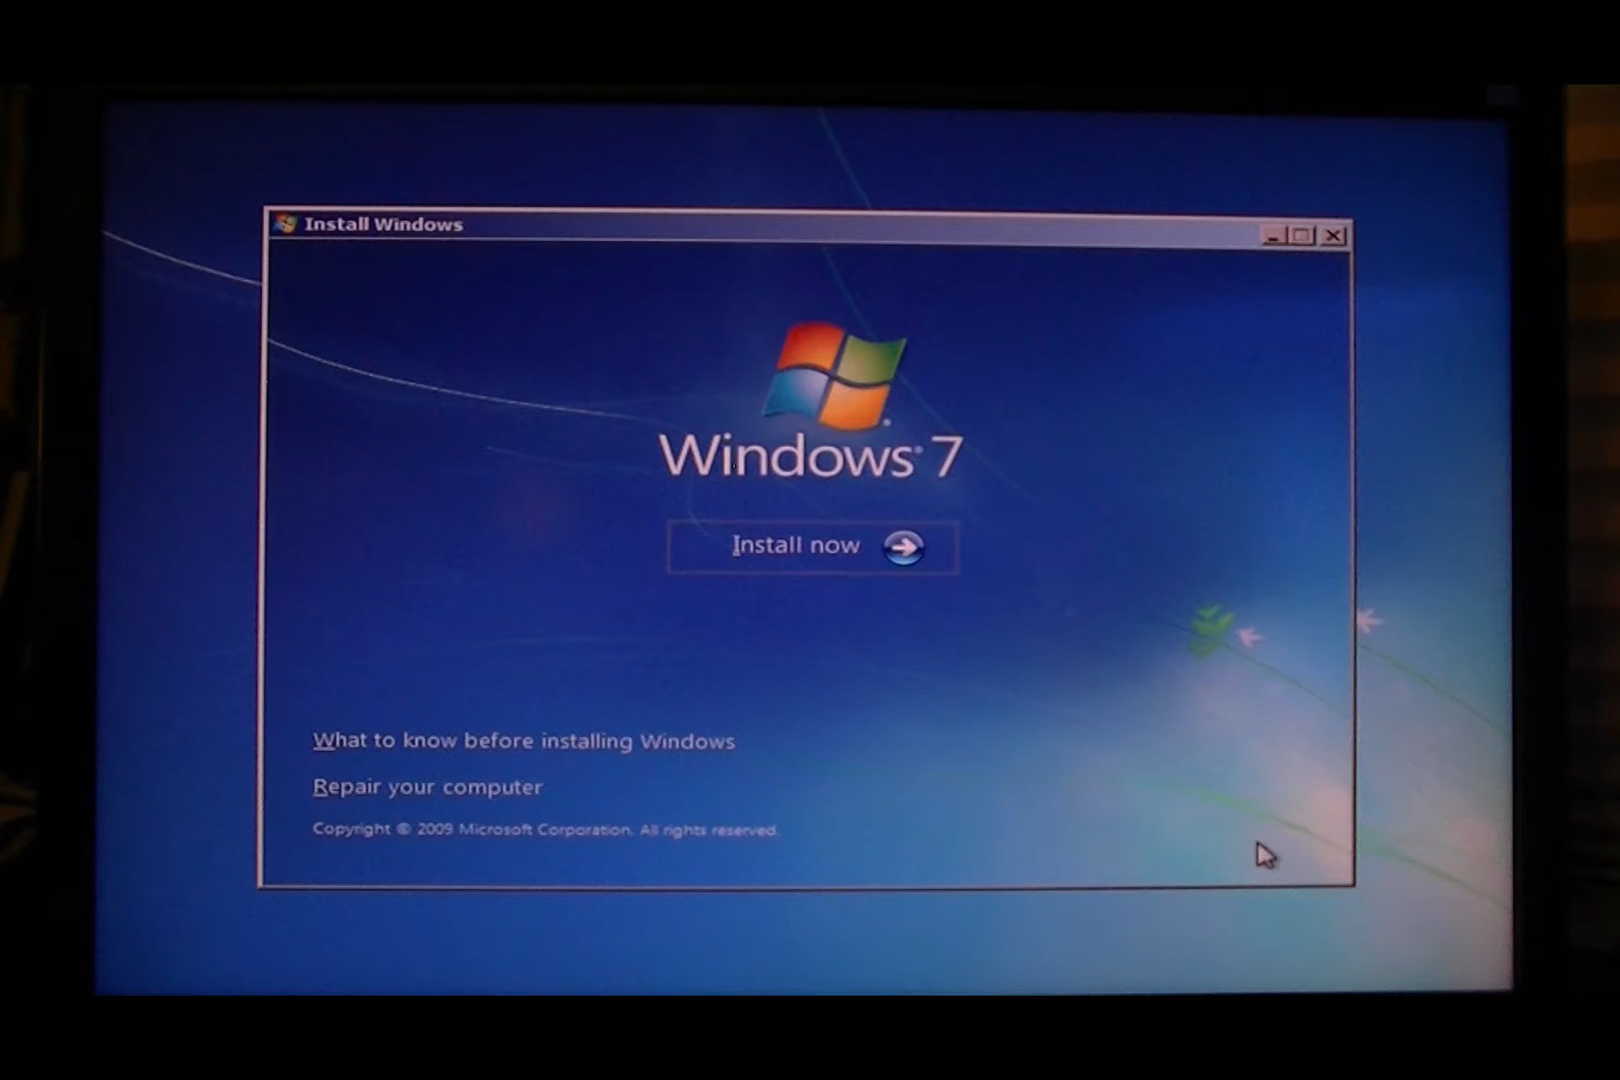 Install Windows
Windows® 7
Install now
What to know before installing Windows
Repair your computer
Copyright © 2009 Microsoft Corporation. All rights reserved.